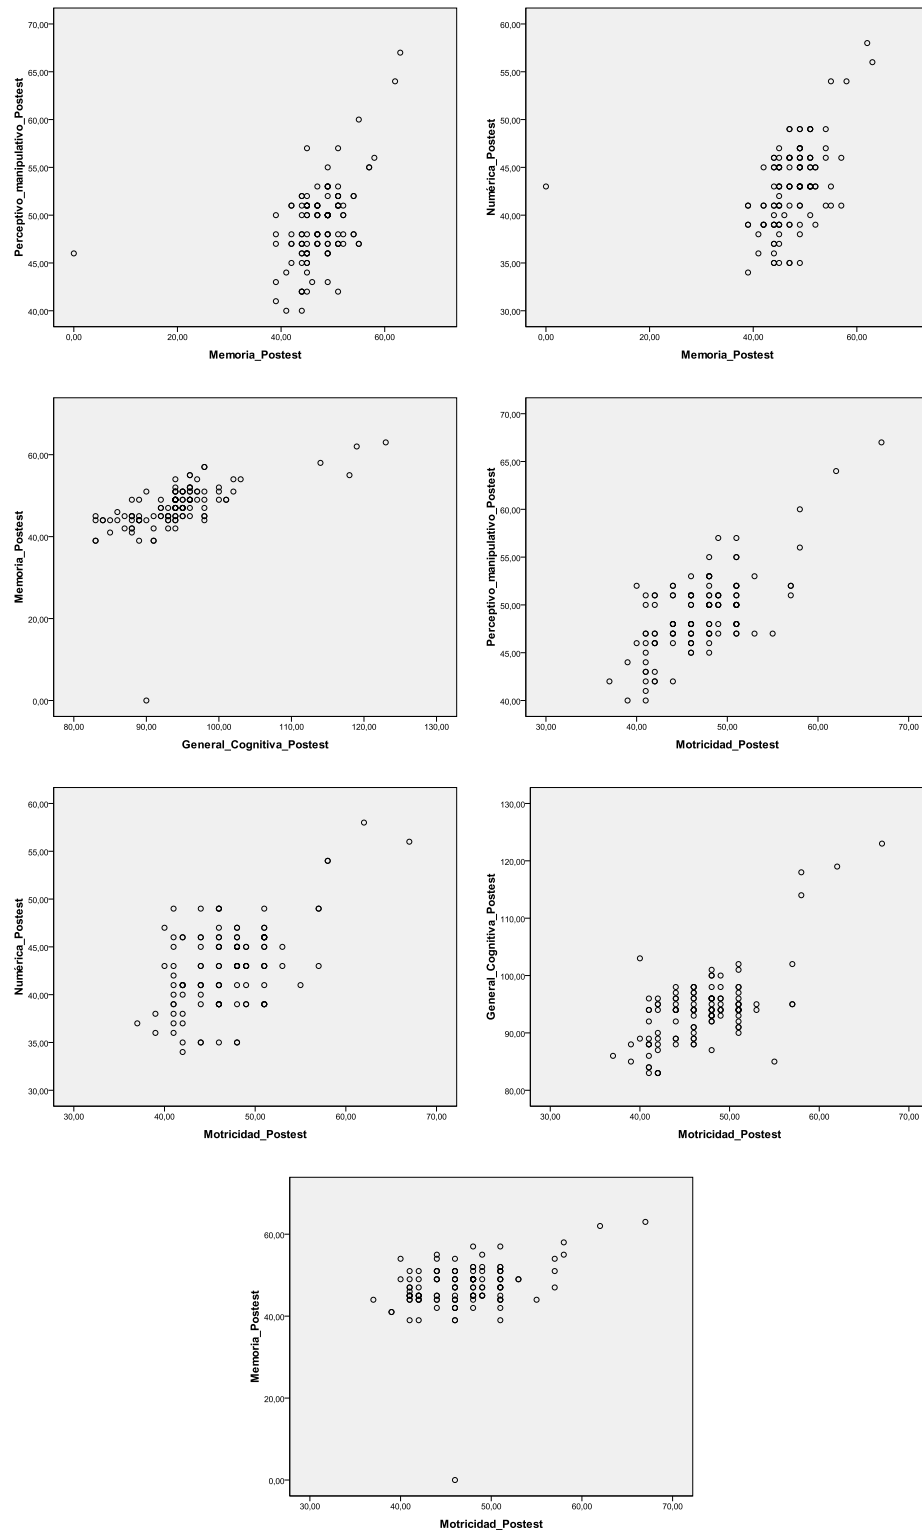 70,00
65,00
60,00
55,00
50,00
45,00
40,00
Perceptivo_manipulativo_Postest
0,00 20,00 40,00 60,00
Memoria_Postest
60,00
55,00
50,00
45,00
40,00
35,00
30,00
Numérica_Postest
0,00 20,00 40,00 60,00
Memoria_Postest
60,00
40,00
20,00
0,00
Memoria_Postest
80,00 90,00 100,00 110,00 120,00 130,00
General_Cognitiva_Postest
70,00
65,00
60,00
55,00
50,00
45,00
40,00
Perceptivo_manipulativo_Postest
30,00 40,00 50,00 60,00 70,00
Motricidad_Postest
60,00
55,00
50,00
45,00
40,00
35,00
30,00
Numérica_Postest
30,00 40,00 50,00 60,00 70,00
Motricidad_Postest
130,00
120,00
110,00
100,00
90,00
80,00
General_Cognitiva_Postest
30,00 40,00 50,00 60,00 70,00
Motricidad_Postest
60,00
40,00
20,00
0,00
Memoria_Postest
30,00 40,00 50,00 60,00 70,00
Motricidad_Postest